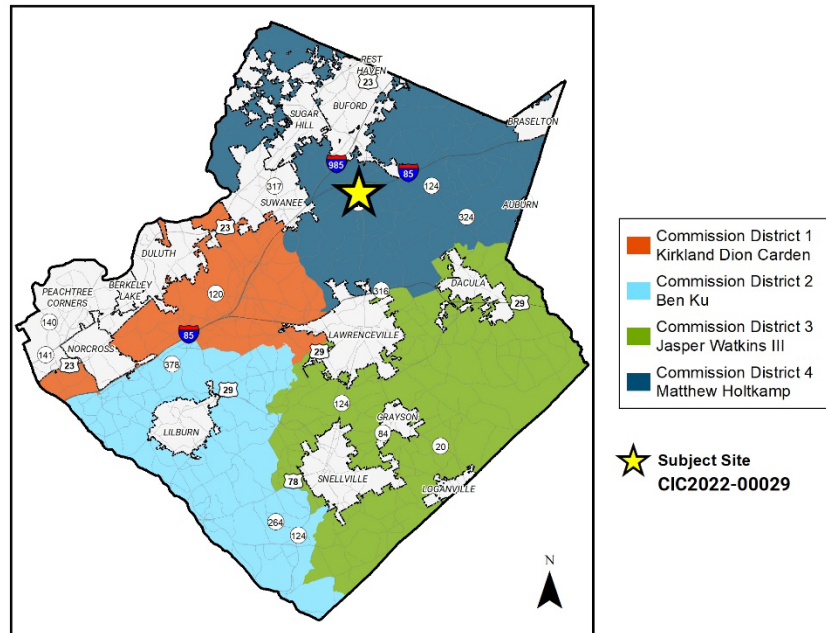 REST
HAVEN
23
BUFORD
SUGAR
HILL
BRASELTON
985
85
317
SUWANEE
124
AUBURN
324
23
DULUTH
BERKELEY
LAKE
PEACHTREE
CORNERS
120
316
DACULA
29
140
LAWRENCEVILLE
85
141
NORCROSS
29
23
378
29
124
GRAYSON
84
LILBURN
20
SNELLVILLE
78
LOGANVILLE
264
124
N
Commission District 1
Kirkland Dion Carden
Commission District 2
Ben Ku
Commission District 3
Jasper Watkins III
Commission District 4
Matthew Holtkamp
Subject Site
CIC2022-00029